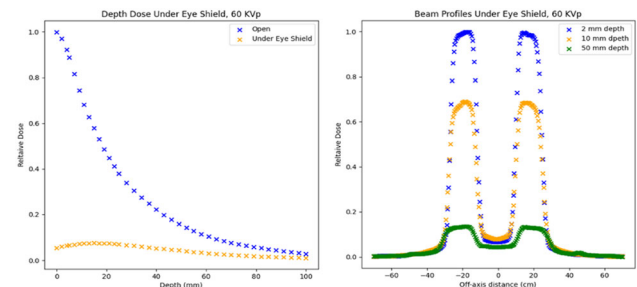 Depth Dose Under Eye Shield, 60 KVp
Open
Under Eye Shield
1.0
0.8
0.6
0.4
0.2
0.0
Reltaive Dose
0
20
40
60
80
100
Depth (mm)
Beam Profiles Under Eye Shield, 60 KVp
2 mm depth
10 mm dpeth
50 mm depth
1.0
0.8
0.6
0.4
0.2
0.0
Reltaive Dose
−60
−40
−20
0
20
40
60
Off-axis distance (cm)